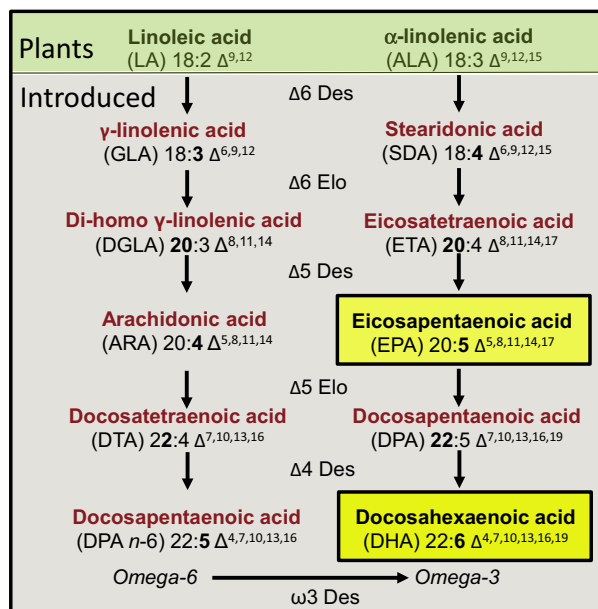 Plants
Linoleic acid
(LA) 18:2 Δ9,12
α-linolenic acid
(ALA) 18:3 Δ9,12,15
Introduced
Δ6 Des
γ-linolenic acid
(GLA) 18:3 Δ6,9,12
Stearidonic acid
(SDA) 18:4 Δ6,9,12,15
Δ6 Elo
Di-homo γ-linolenic acid
(DGLA) 20:3 Δ8,11,14
Eicosatetraenoic acid
(ETA) 20:4 Δ8,11,14,17
Δ5 Des
Arachidonic acid
(ARA) 20:4 Δ5,8,11,14
Eicosapentaenoic acid
(EPA) 20:5 Δ5,8,11,14,17
Δ5 Elo
Docosatetraenoic acid
(DTA) 22:4 Δ7,10,13,16
Docosapentaenoic acid
(DPA) 22:5 Δ7,10,13,16,19
Δ4 Des
Docosapentaenoic acid
(DPA n-6) 22:5 Δ4,7,10,13,16
Docosahexaenoic acid
(DHA) 22:6 Δ4,7,10,13,16,19
Omega-6
Omega-3
ω3 Des